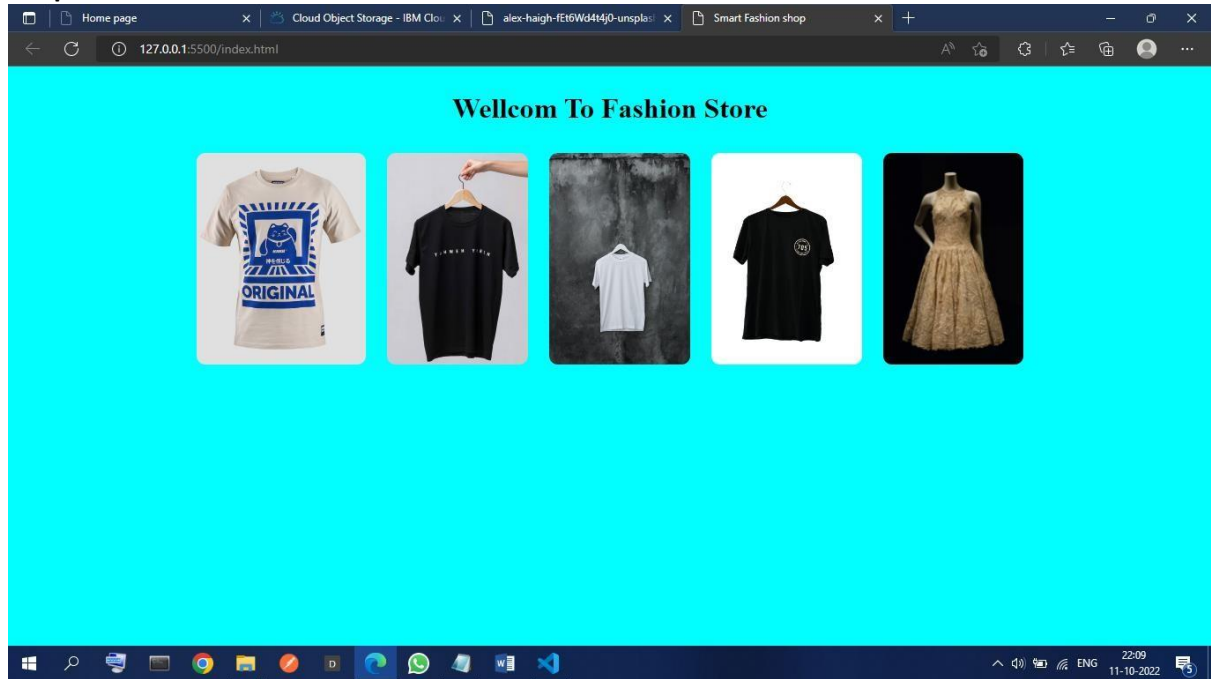 Home page
Cloud Object Storage - IBM Clou
alex-haigh-fEt6Wd4t4j0-unsplas
Smart Fashion shop
127.0.0.1:5500/index.html
Wellcom To Fashion Store
ORIGINAL
ENG
22:09
11-10-2022
5